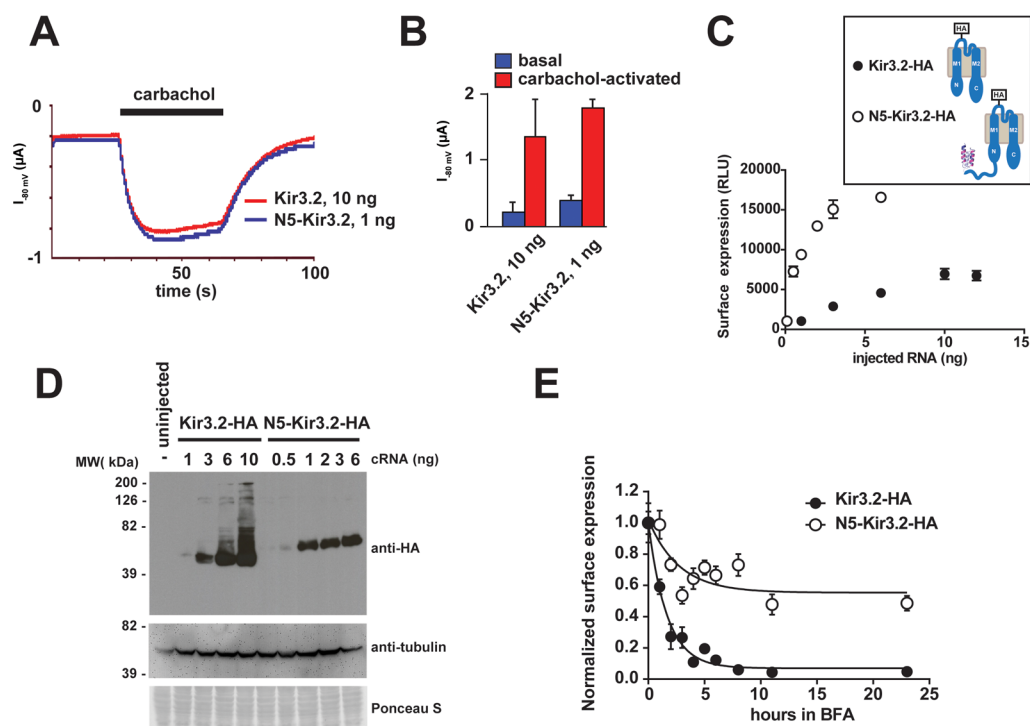 A
carbachol
0
I-80 mV (µA)
-1
Kir3.2, 10 ng
N5-Kir3.2, 1 ng
50
100
time (s)
B
basal
carbachol-activated
I-80 mV (µA)
2
1
0
Kir3.2, 10 ng
N5-Kir3.2, 1 ng
C
Kir3.2-HA
N5-Kir3.2-HA
HA
M1
M2
N
C
HA
M1
M2
N
C
Surface expression (RLU)
20000
15000
10000
5000
0
0
5
10
15
injected RNA (ng)
D
uninjected
Kir3.2-HA
N5-Kir3.2-HA
MW( kDa)
- 1 3 6 10 0.5 1 2 3 6 cRNA (ng)
200 -
126 -
82 -
39 -
anti-HA
82 -
39 -
anti-tubulin
Ponceau S
E
Normalized surface expression
1.2
1.0
0.8
0.6
0.4
0.2
0.0
Kir3.2-HA
N5-Kir3.2-HA
0 5 10 15 20 25
hours in BFA